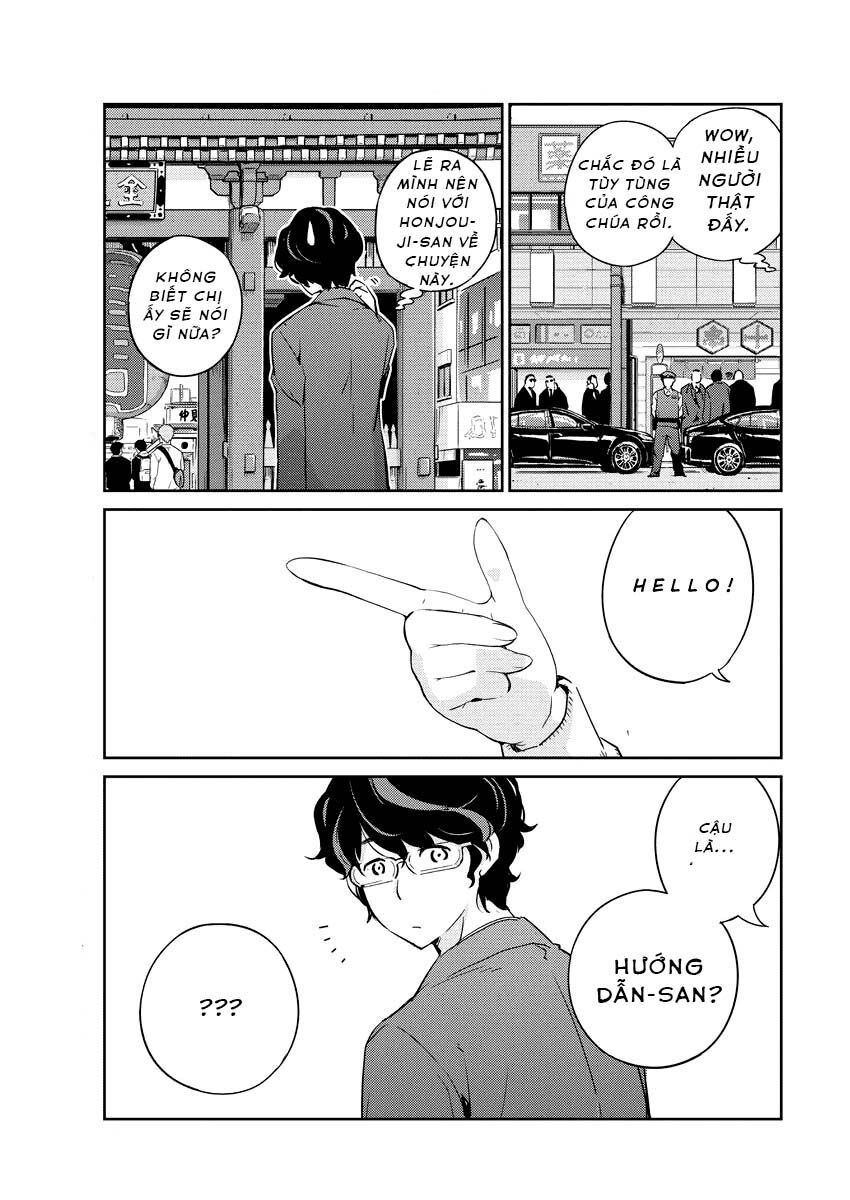 WOW,
NHIỀU
NGƯỜI
THẬT
ĐẤY.
CHẮC ĐÓ LÀ
TÙY TÙNG
CỦA CÔNG
CHÚA RỒI.
LẼ RA
MÌNH NÊN
NÓI VỚI
HONJOU-
JI-SAN VỀ
CHUYỆN
NÀY.
KHÔNG
BIẾT CHỊ
ẤY SẼ NÓI
GÌ NỮA?
金
HELLO!
CẬU
LÀ...
HƯỚNG
DẪN-SAN?
???